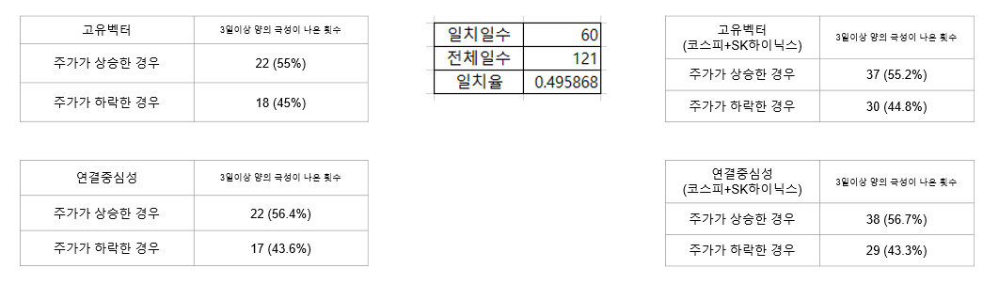 고유벡터 3일이상 양의 극성이 나온 횟수
주가가 상승한 경우 22 (55%)
주가가 하락한 경우 18 (45%)
일치일수 60
전체일수 121
일치율 0.495868
고유벡터
(코스피+SK하이닉스) 3일이상 양의 극성이 나온 횟수
주가가 상승한 경우 37 (55.2%)
주가가 하락한 경우 30 (44.8%)
연결중심성 3일이상 양의 극성이 나온 횟수
주가가 상승한 경우 22 (56.4%)
주가가 하락한 경우 17 (43.6%)
연결중심성
(코스피+SK하이닉스) 3일이상 양의 극성이 나온 횟수
주가가 상승한 경우 38 (56.7%)
주가가 하락한 경우 29 (43.3%)